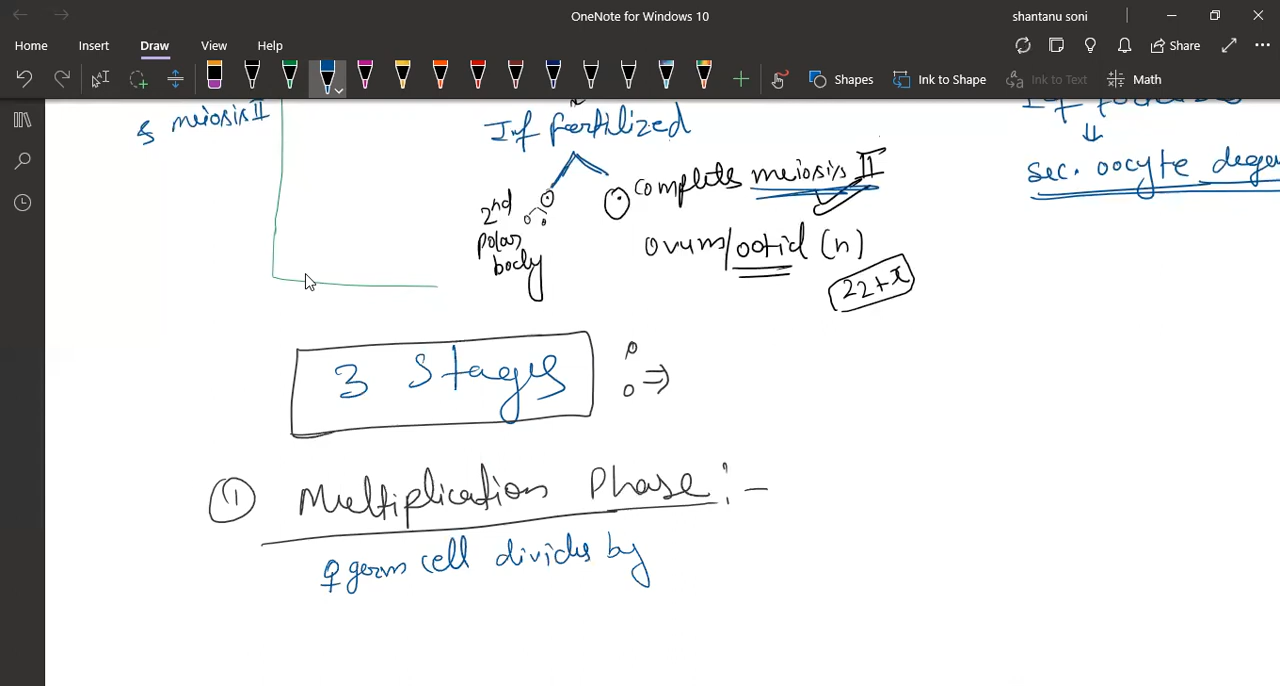 OneNote for Windows 10
shantanu soni
Home Insert Draw View Help
Share
Shapes Ink to Shape Ink to Text Math
& meiosis II
If fertilized
complete meiosis II
2nd
polar
body
ovum/ootid (n)
22+X
sec. oocyte dege
3 Stages
① Multiplication Phase :-
♀ germ cell divides by